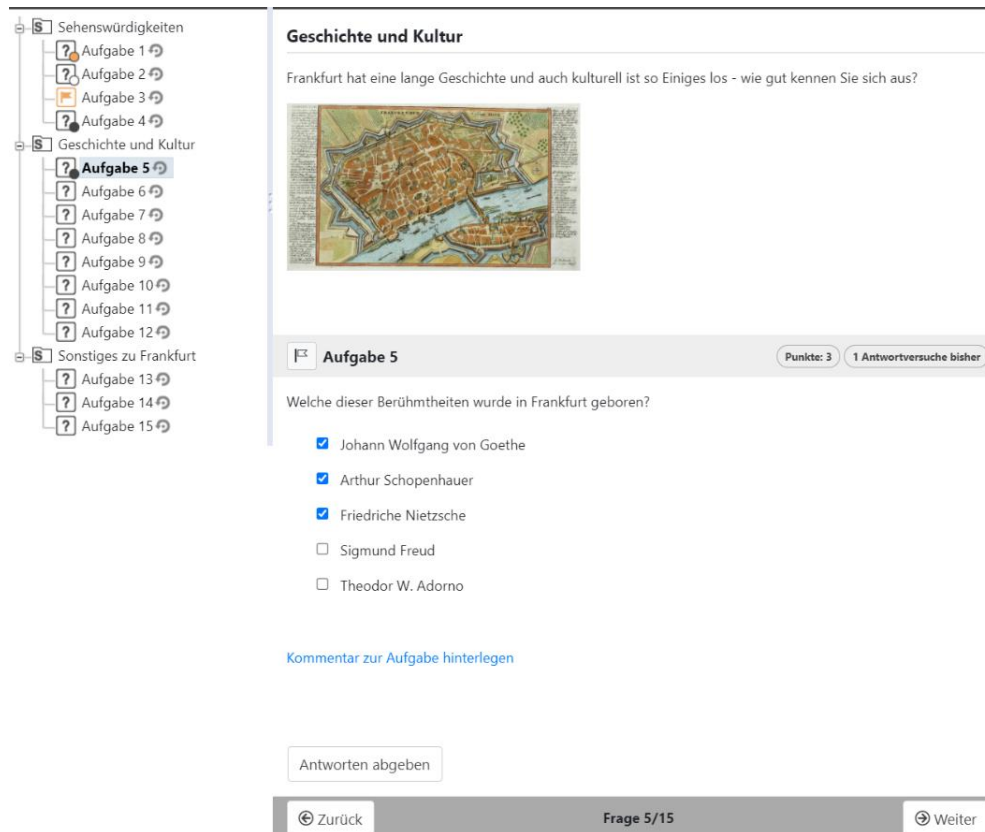 Sehenswürdigkeiten
Aufgabe 1
Aufgabe 2
Aufgabe 3
Aufgabe 4
Geschichte und Kultur
Aufgabe 5
Aufgabe 6
Aufgabe 7
Aufgabe 8
Aufgabe 9
Aufgabe 10
Aufgabe 11
Aufgabe 12
Sonstiges zu Frankfurt
Aufgabe 13
Aufgabe 14
Aufgabe 15
Geschichte und Kultur
Frankfurt hat eine lange Geschichte und auch kulturell ist so Einiges los - wie gut kennen Sie sich aus?
Aufgabe 5 Punkte: 3 1 Antwortversuche bisher
Welche dieser Berühmtheiten wurde in Frankfurt geboren?
Johann Wolfgang von Goethe
Arthur Schopenhauer
Friedriche Nietzsche
Sigmund Freud
Theodor W. Adorno
Kommentar zur Aufgabe hinterlegen
Antworten abgeben
Zurück Frage 5/15 Weiter